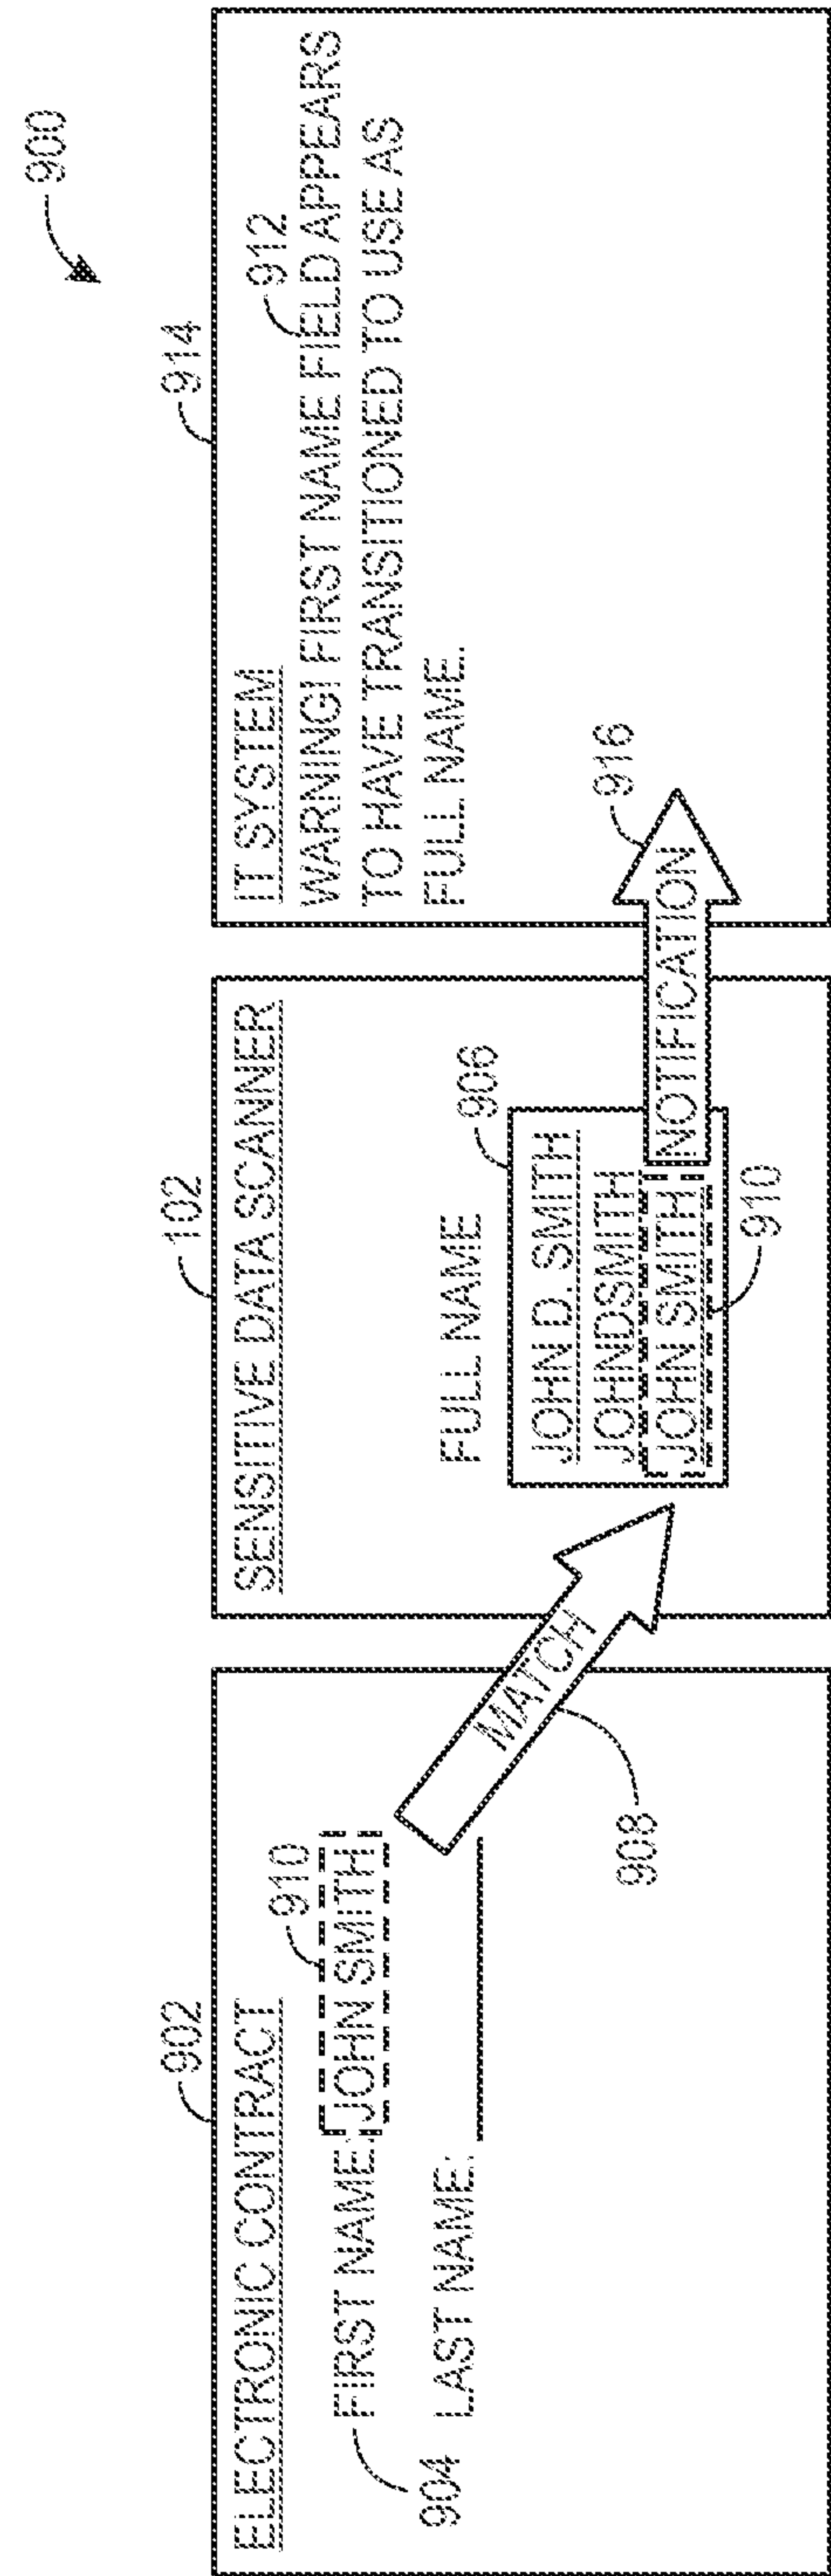 900
902
ELECTRONIC CONTRACT
910
FIRST NAME: JOHN SMITH
904
LAST NAME:
MATCH
908
102
SENSITIVE DATA SCANNER
FULL NAME
906
JOHN D. SMITH
JOHNDSMITH
JOHN SMITH
910
NOTIFICATION
916
914
IT SYSTEM
912
WARNING! FIRST NAME FIELD APPEARS
TO HAVE TRANSITIONED TO USE AS
FULL NAME.